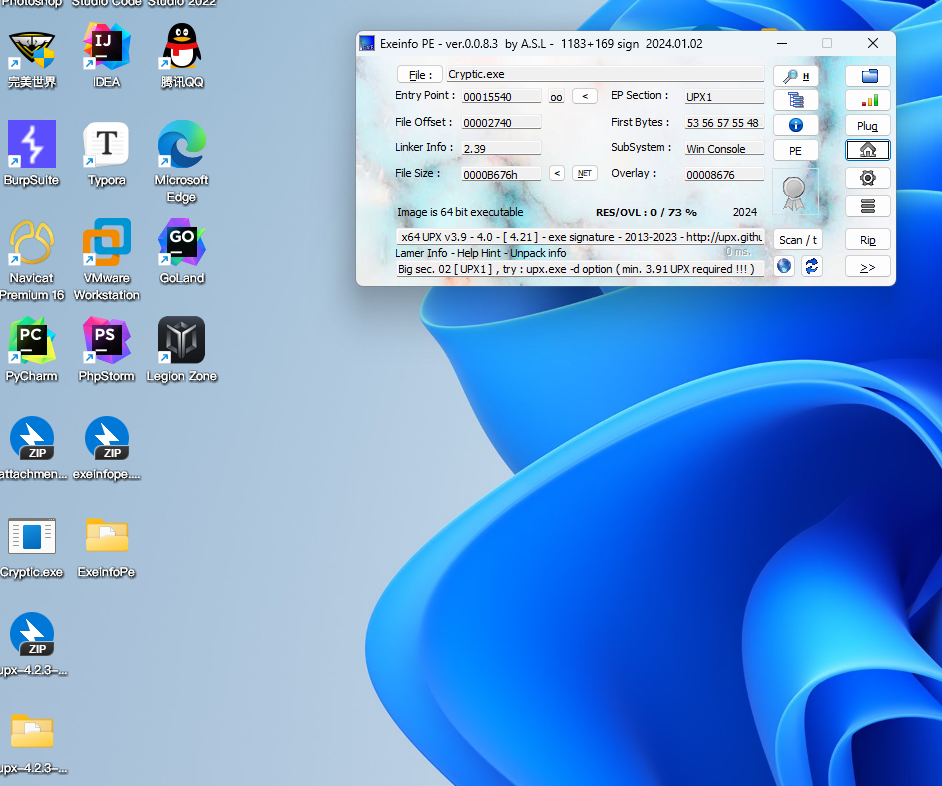 Photoshop
Studio Code
Studio 2022
完美世界
IDEA
腾讯QQ
BurpSuite
Typora
Microsoft
Edge
Navicat
Premium 16
VMware
Workstation
GoLand
PyCharm
PhpStorm
Legion Zone
attachmen...
exeinfope....
Cryptic.exe
ExeinfoPe
upx-4.2.3-...
upx-4.2.3-...
IJ
T
GO
PC
PS
ZIP
ZIP
ZIP
Exeinfo PE - ver.0.0.8.3 by A.S.L - 1183+169 sign 2024.01.02
File : Cryptic.exe
H
Entry Point : 00015540 oo < EP Section : UPX1
File Offset : 00002740 First Bytes : 53 56 57 55 48
Plug
Linker Info : 2.39 SubSystem : Win Console
PE
File Size : 0000B676h < NET Overlay : 00008676
Image is 64 bit executable RES/OVL : 0 / 73 % 2024
x64 UPX v3.9 - 4.0 - [ 4.21 ] - exe signature - 2013-2023 - http://upx.githu
Scan / t
Rip
Lamer Info - Help Hint - Unpack info 0 ms.
Big sec. 02 [ UPX1 ] , try : upx.exe -d option ( min. 3.91 UPX required !!! )
>>